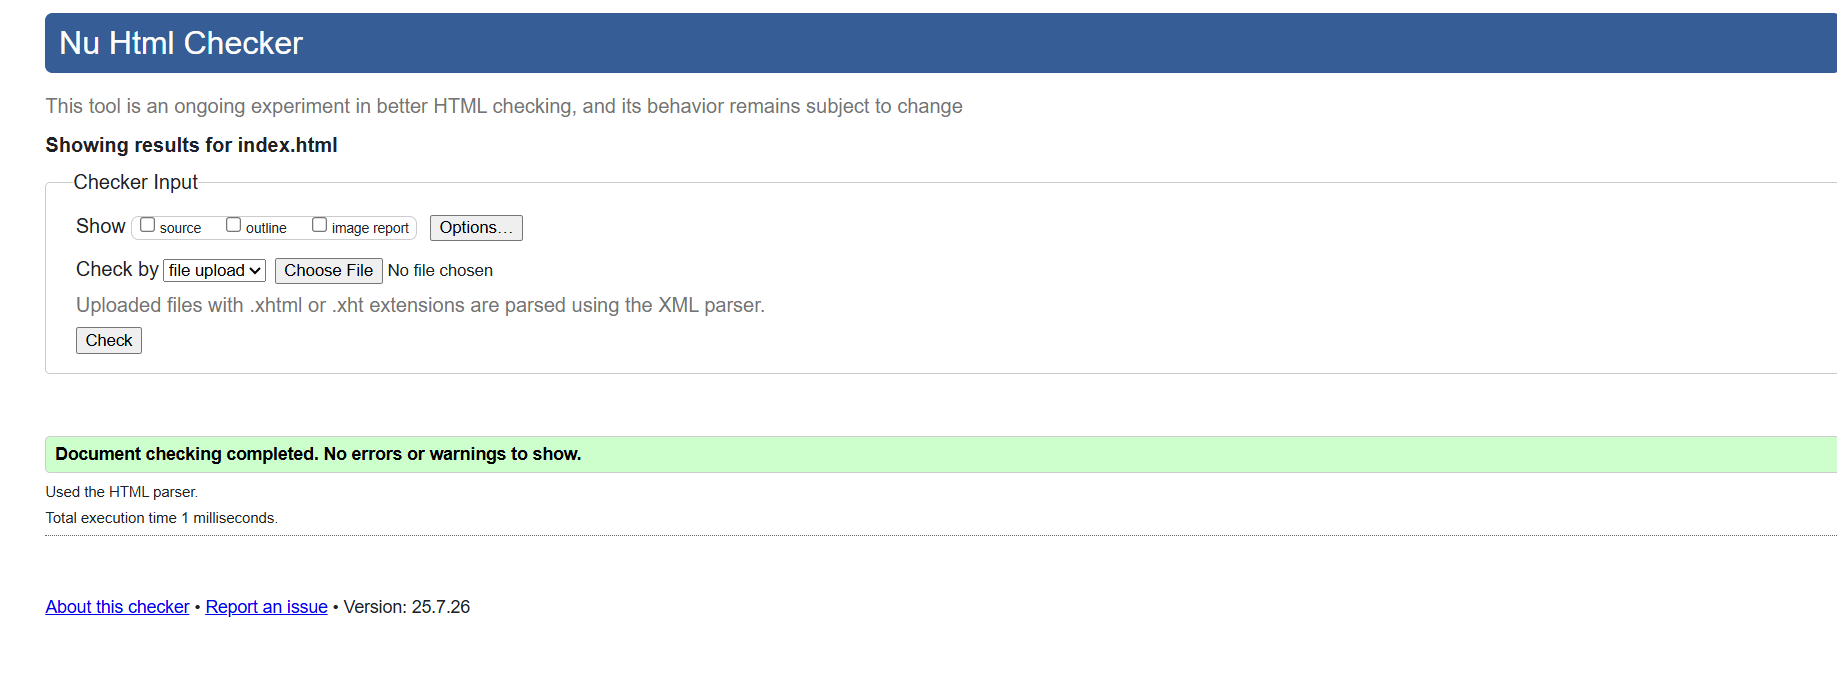 Nu Html Checker
This tool is an ongoing experiment in better HTML checking, and its behavior remains subject to change
Showing results for index.html
Checker Input
Show source outline image report Options…
Check by file upload Choose File No file chosen
Uploaded files with .xhtml or .xht extensions are parsed using the XML parser.
Check
Document checking completed. No errors or warnings to show.
Used the HTML parser.
Total execution time 1 milliseconds.
About this checker • Report an issue • Version: 25.7.26